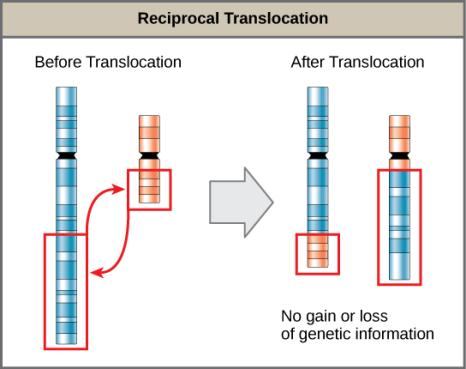 Reciprocal Translocation
Before Translocation
After Translocation
No gain or loss
of genetic information